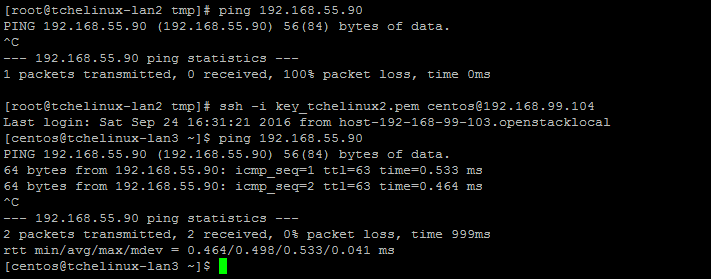 [root@tchelinux-lan2 tmp]# ping 192.168.55.90
PING 192.168.55.90 (192.168.55.90) 56(84) bytes of data.
^C
--- 192.168.55.90 ping statistics ---
1 packets transmitted, 0 received, 100% packet loss, time 0ms

[root@tchelinux-lan2 tmp]# ssh -i key_tchelinux2.pem centos@192.168.99.104
Last login: Sat Sep 24 16:31:21 2016 from host-192-168-99-103.openstacklocal
[centos@tchelinux-lan3 ~]$ ping 192.168.55.90
PING 192.168.55.90 (192.168.55.90) 56(84) bytes of data.
64 bytes from 192.168.55.90: icmp_seq=1 ttl=63 time=0.533 ms
64 bytes from 192.168.55.90: icmp_seq=2 ttl=63 time=0.464 ms
^C
--- 192.168.55.90 ping statistics ---
2 packets transmitted, 2 received, 0% packet loss, time 999ms
rtt min/avg/max/mdev = 0.464/0.498/0.533/0.041 ms
[centos@tchelinux-lan3 ~]$